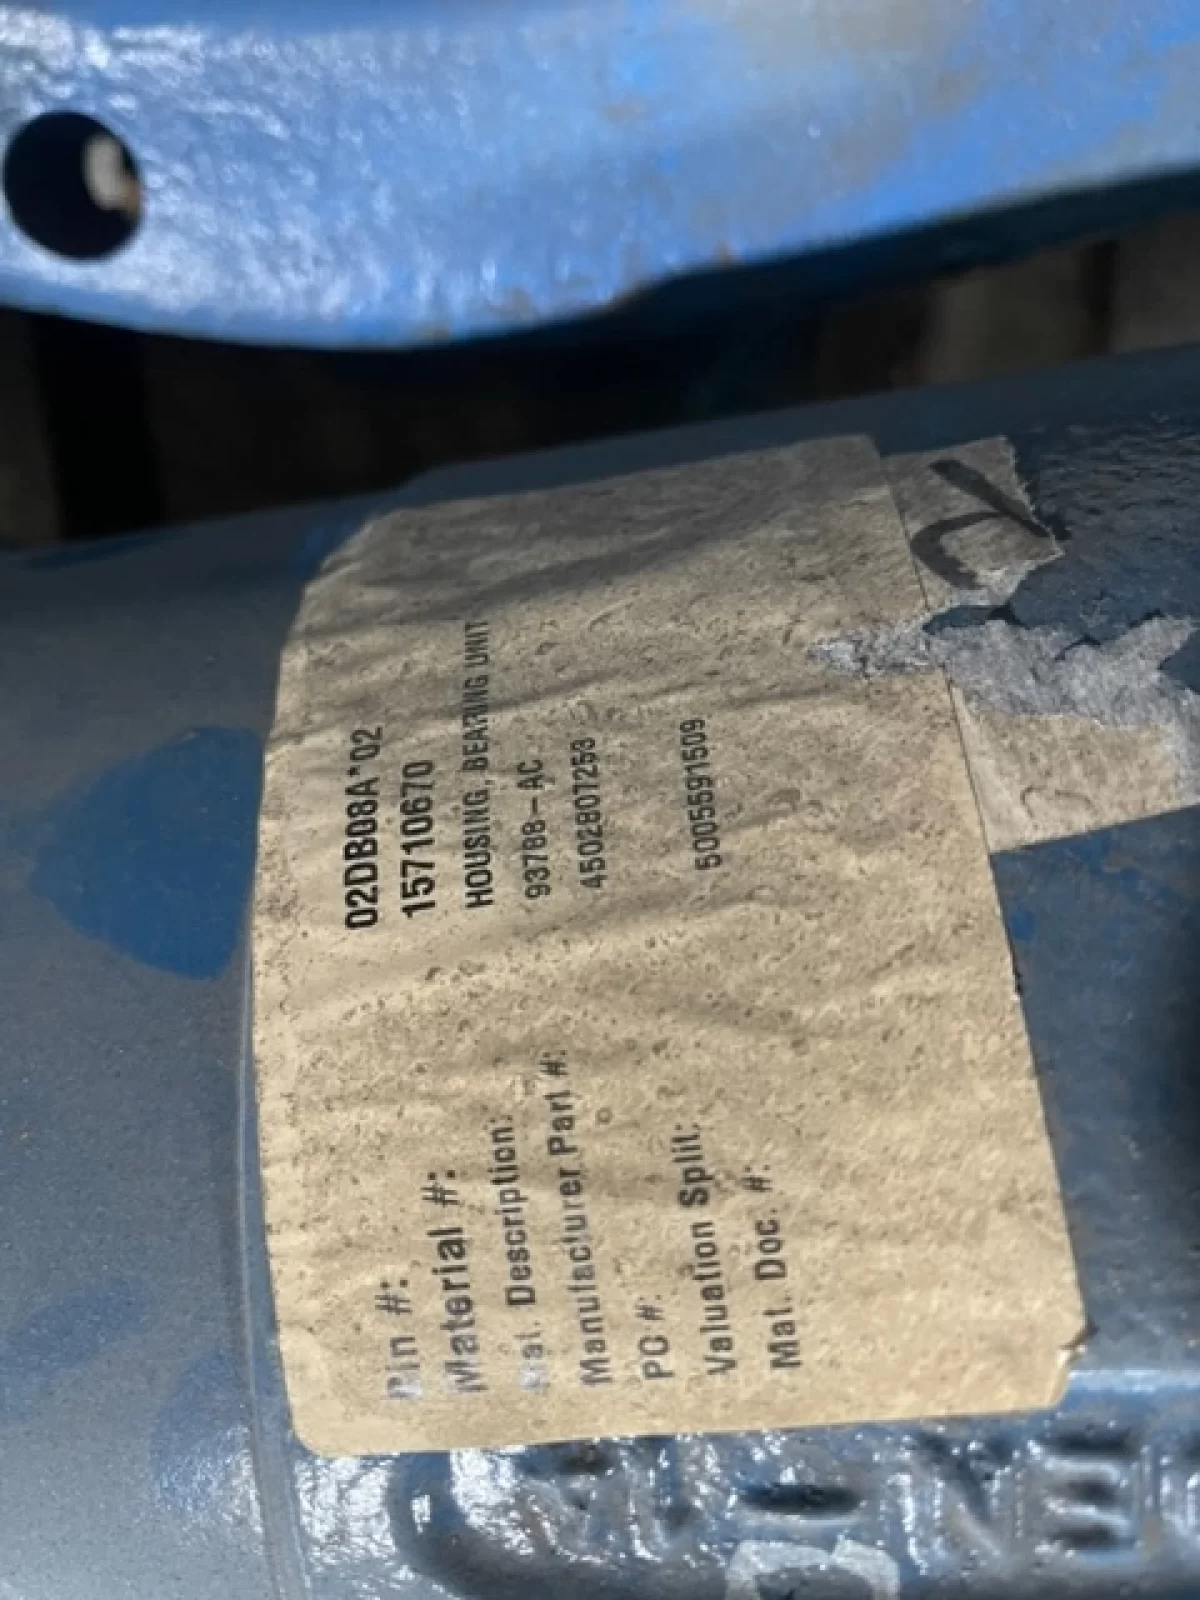 Bin #: 02DB08A*02
Material #: 15710670
Mat. Description: HOUSING, BEARING UNIT
Manufacturer Part #: 93788-AC
PO #: 4502807253
Valuation Split:
Mat. Doc. #: 5005591509